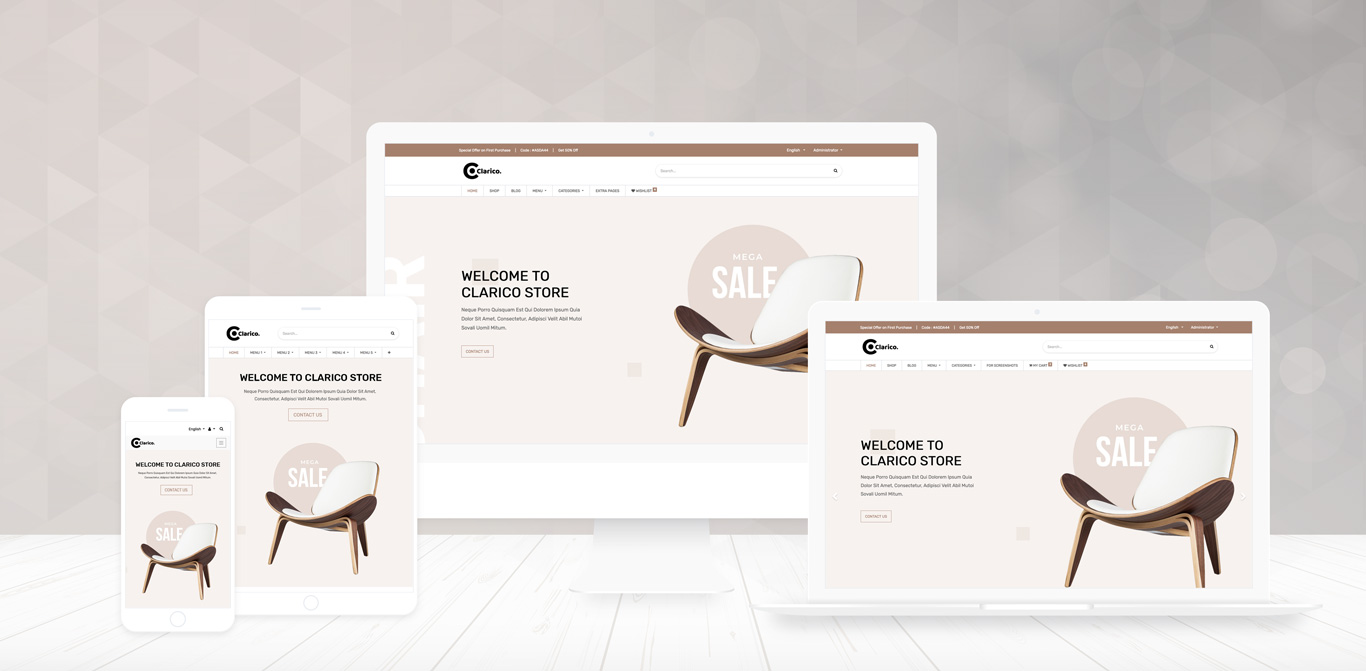 Special Offer on First Purchase | Code : #ASDA44 | Get 50% Off English Administrator
Clarico.
Search...
HOME SHOP BLOG MENU CATEGORIES EXTRA PAGES WISHLIST
MEGA
SALE
WELCOME TO
CLARICO STORE
Neque Porro Quisquam Est Qui Dolorem Ipsum Quia
Dolor Sit Amet, Consectetur, Adipisci Velit Amet Mutoi
Sovali Uomil Mitum.
CONTACT US
Clarico.
Search...
HOME MENU 1 MENU 2 MENU 3 MENU 4 MENU 5 +
WELCOME TO CLARICO STORE
Neque Porro Quisquam Est Qui Dolorem Ipsum Quia Dolor Sit Amet,
Consectetur, Adipisci Velit Amet Mutoi Sovali Uomil Mitum.
CONTACT US
MEGA
SALE
English
Clarico.
WELCOME TO CLARICO STORE
Neque Porro Quisquam Est Qui Dolorem Ipsum Quia Dolor Sit Amet,
Consectetur, Adipisci Velit Amet Mutoi Sovali Uomil Mitum.
CONTACT US
MEGA
SALE
Special Offer on First Purchase | Code : #ASDA44 | Get 50% Off English Administrator
Clarico.
Search...
HOME SHOP BLOG MENU CATEGORIES FOR SCREENSHOTS MY CART WISHLIST
MEGA
SALE
WELCOME TO
CLARICO STORE
Neque Porro Quisquam Est Qui Dolorem Ipsum Quia
Dolor Sit Amet, Consectetur, Adipisci Velit Amet Mutoi
Sovali Uomil Mitum.
CONTACT US